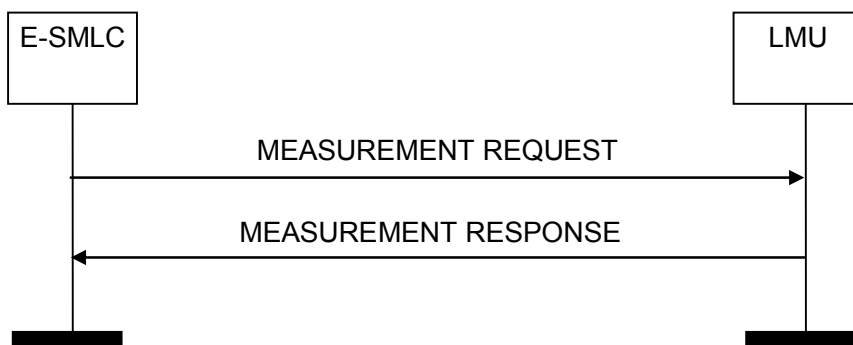 E-SMLC
LMU
MEASUREMENT REQUEST
MEASUREMENT RESPONSE